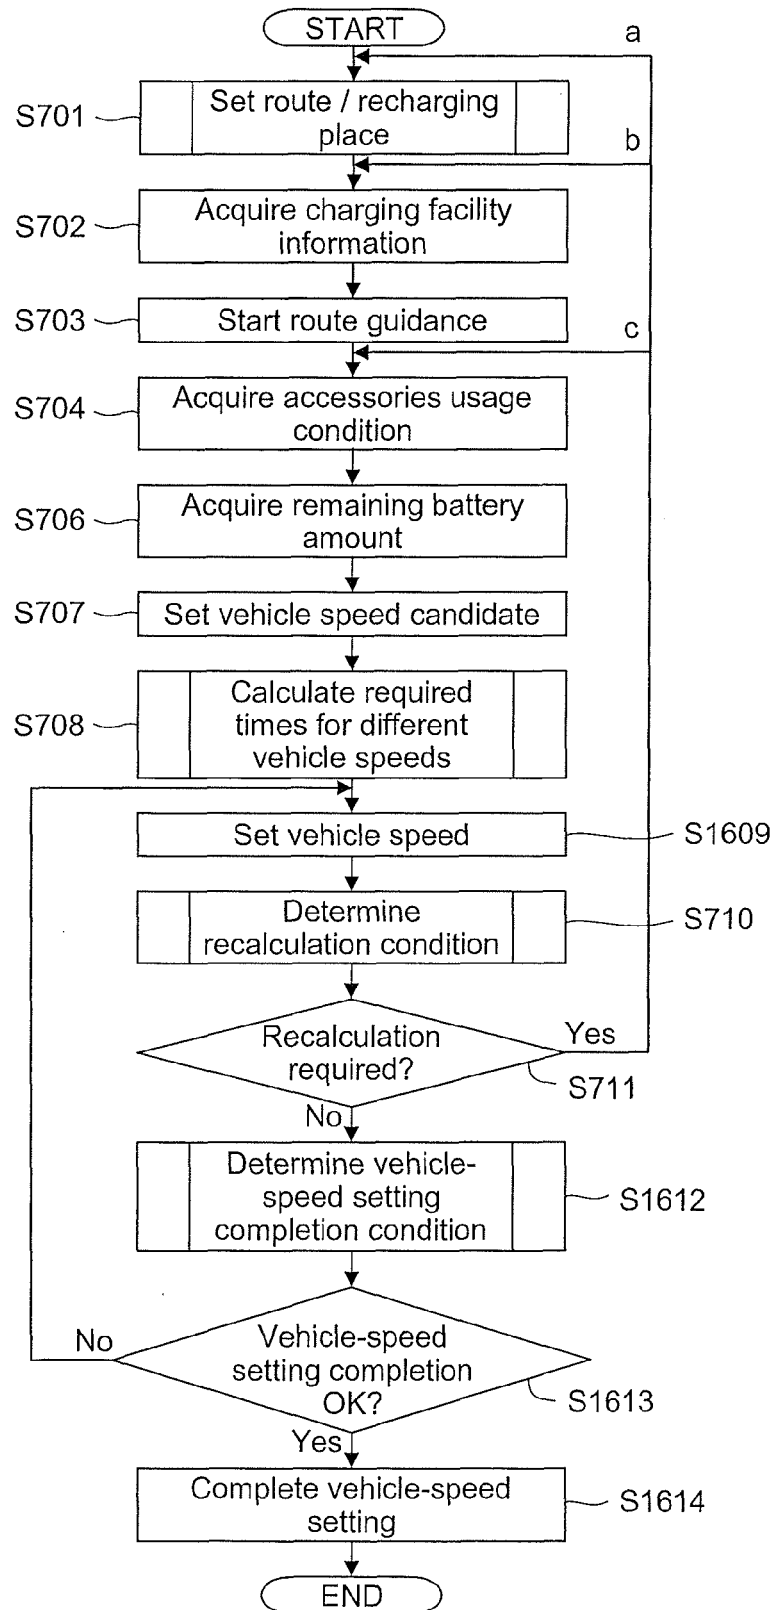 START
a
S701
Set route / recharging
place
b
S702
Acquire charging facility
information
S703
Start route guidance
c
S704
Acquire accessories usage
condition
S706
Acquire remaining battery
amount
S707
Set vehicle speed candidate
S708
Calculate required
times for different
vehicle speeds
Set vehicle speed
S1609
Determine
recalculation condition
S710
Recalculation
required?
Yes
S711
No
Determine vehicle-
speed setting
completion condition
S1612
No
Vehicle-speed
setting completion
OK?
S1613
Yes
Complete vehicle-speed
setting
S1614
END